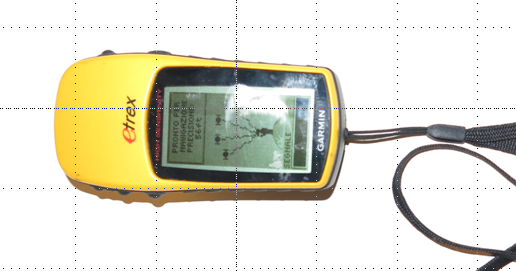 etrex
PRONTO PER
NAVIGAZIONE
PRECISIONE
56ft
SEGNALE
GARMIN